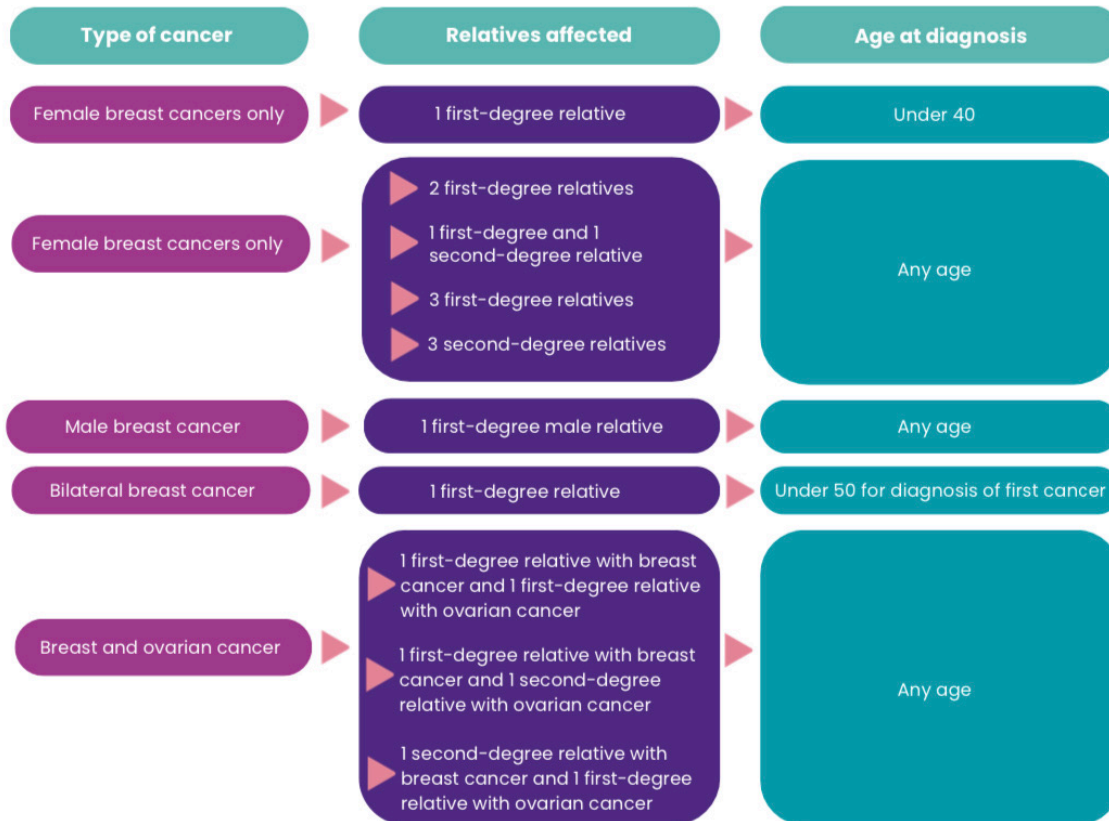 Type of cancer
Relatives affected
Age at diagnosis
Female breast cancers only
1 first-degree relative
Under 40
Female breast cancers only
2 first-degree relatives
1 first-degree and 1
second-degree relative
3 first-degree relatives
3 second-degree relatives
Any age
Male breast cancer
1 first-degree male relative
Any age
Bilateral breast cancer
1 first-degree relative
Under 50 for diagnosis of first cancer
Breast and ovarian cancer
1 first-degree relative with breast
cancer and 1 first-degree relative
with ovarian cancer
1 first-degree relative with breast
cancer and 1 second-degree
relative with ovarian cancer
1 second-degree relative with
breast cancer and 1 first-degree
relative with ovarian cancer
Any age